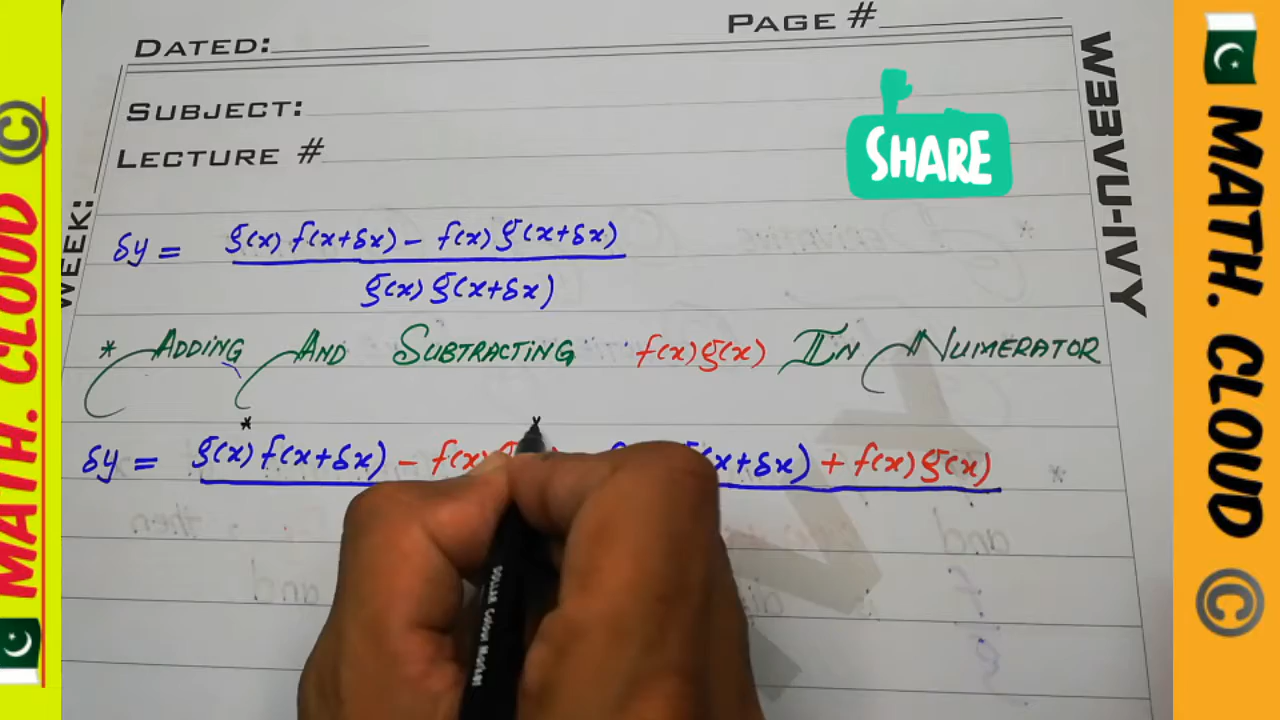 DATED:
PAGE #
SUBJECT:
LECTURE #
WEEK:
W3BVU-IVY
SHARE
δy = g(x) f(x+δx) - f(x) g(x+δx)
g(x) g(x+δx)
* ADDING AND SUBTRACTING f(x)g(x) IN NUMERATOR
* *
δy = g(x) f(x+δx) - f(x) (x+δx) + f(x) g(x)
© MATH. CLOUD
MATH. CLOUD ©